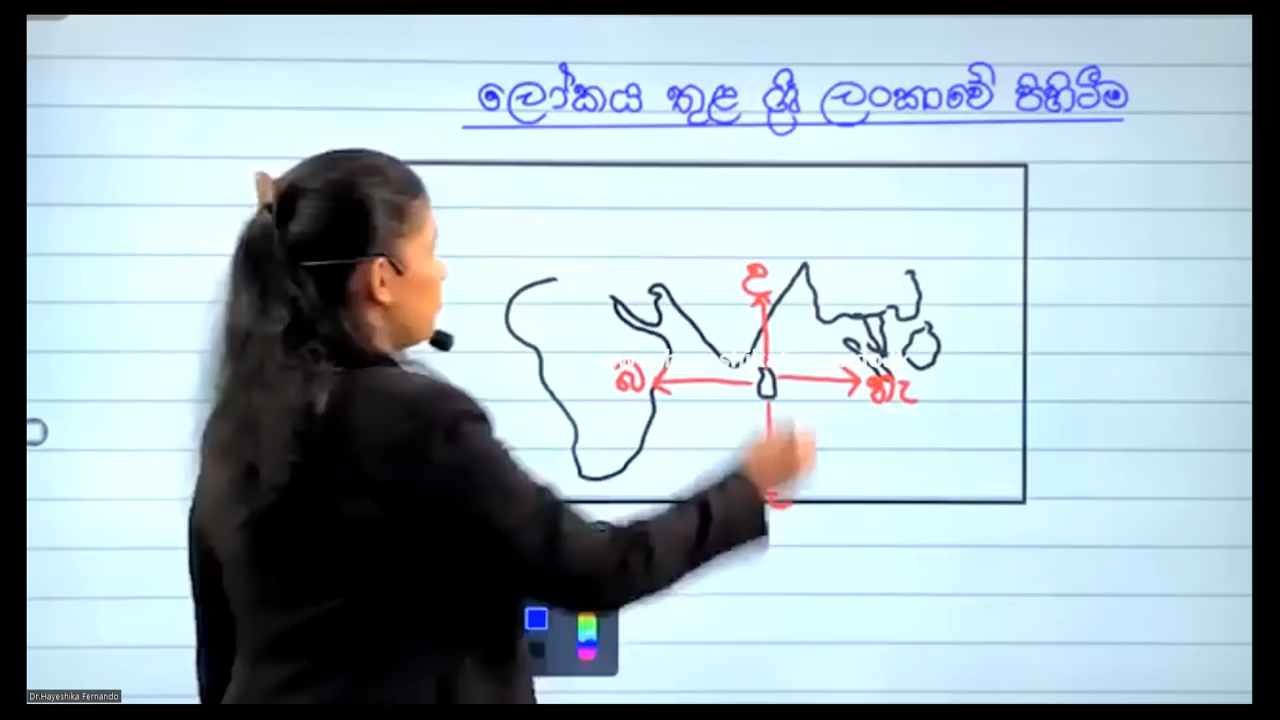 ලෝකය තුළ ශ්‍රී ලංකාවේ පිහිටීම
උ
බ
නැ
ද
Dr.Hayeshika Fernando